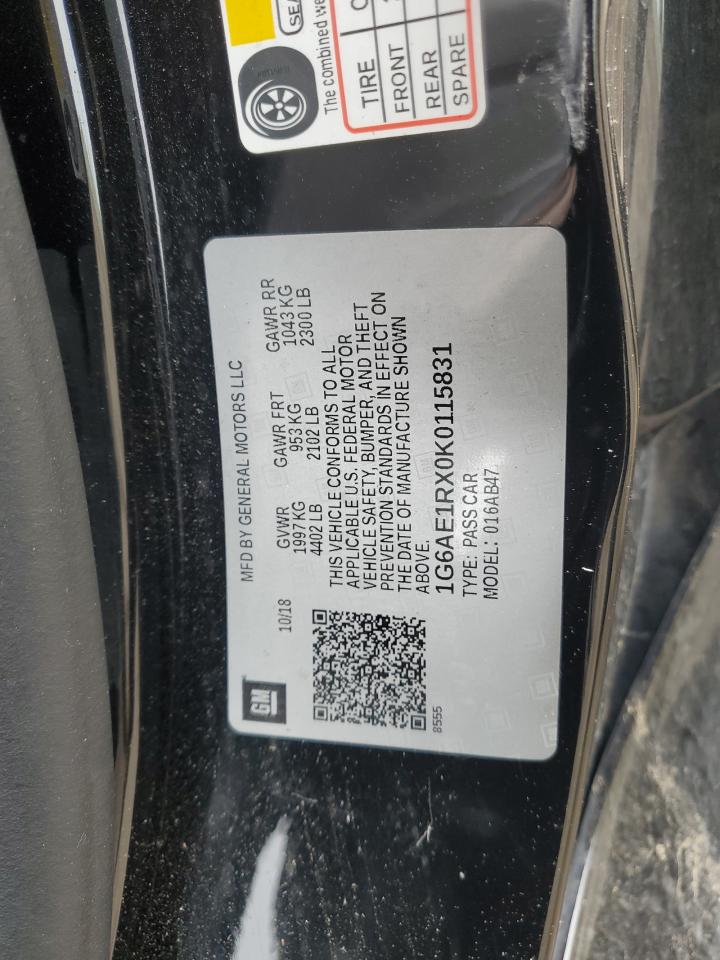 SEA
The combined we
TIRE
FRONT
REAR
SPARE
MFD BY GENERAL MOTORS LLC
GM
10/18
GVWR GAWR FRT GAWR RR
1997 KG 953 KG 1043 KG
4402 LB 2102 LB 2300 LB
THIS VEHICLE CONFORMS TO ALL
APPLICABLE U.S. FEDERAL MOTOR
VEHICLE SAFETY, BUMPER, AND THEFT
PREVENTION STANDARDS IN EFFECT ON
THE DATE OF MANUFACTURE SHOWN
ABOVE.
8555
1G6AE1RX0K0115831
TYPE: PASS CAR
MODEL: 016AB47